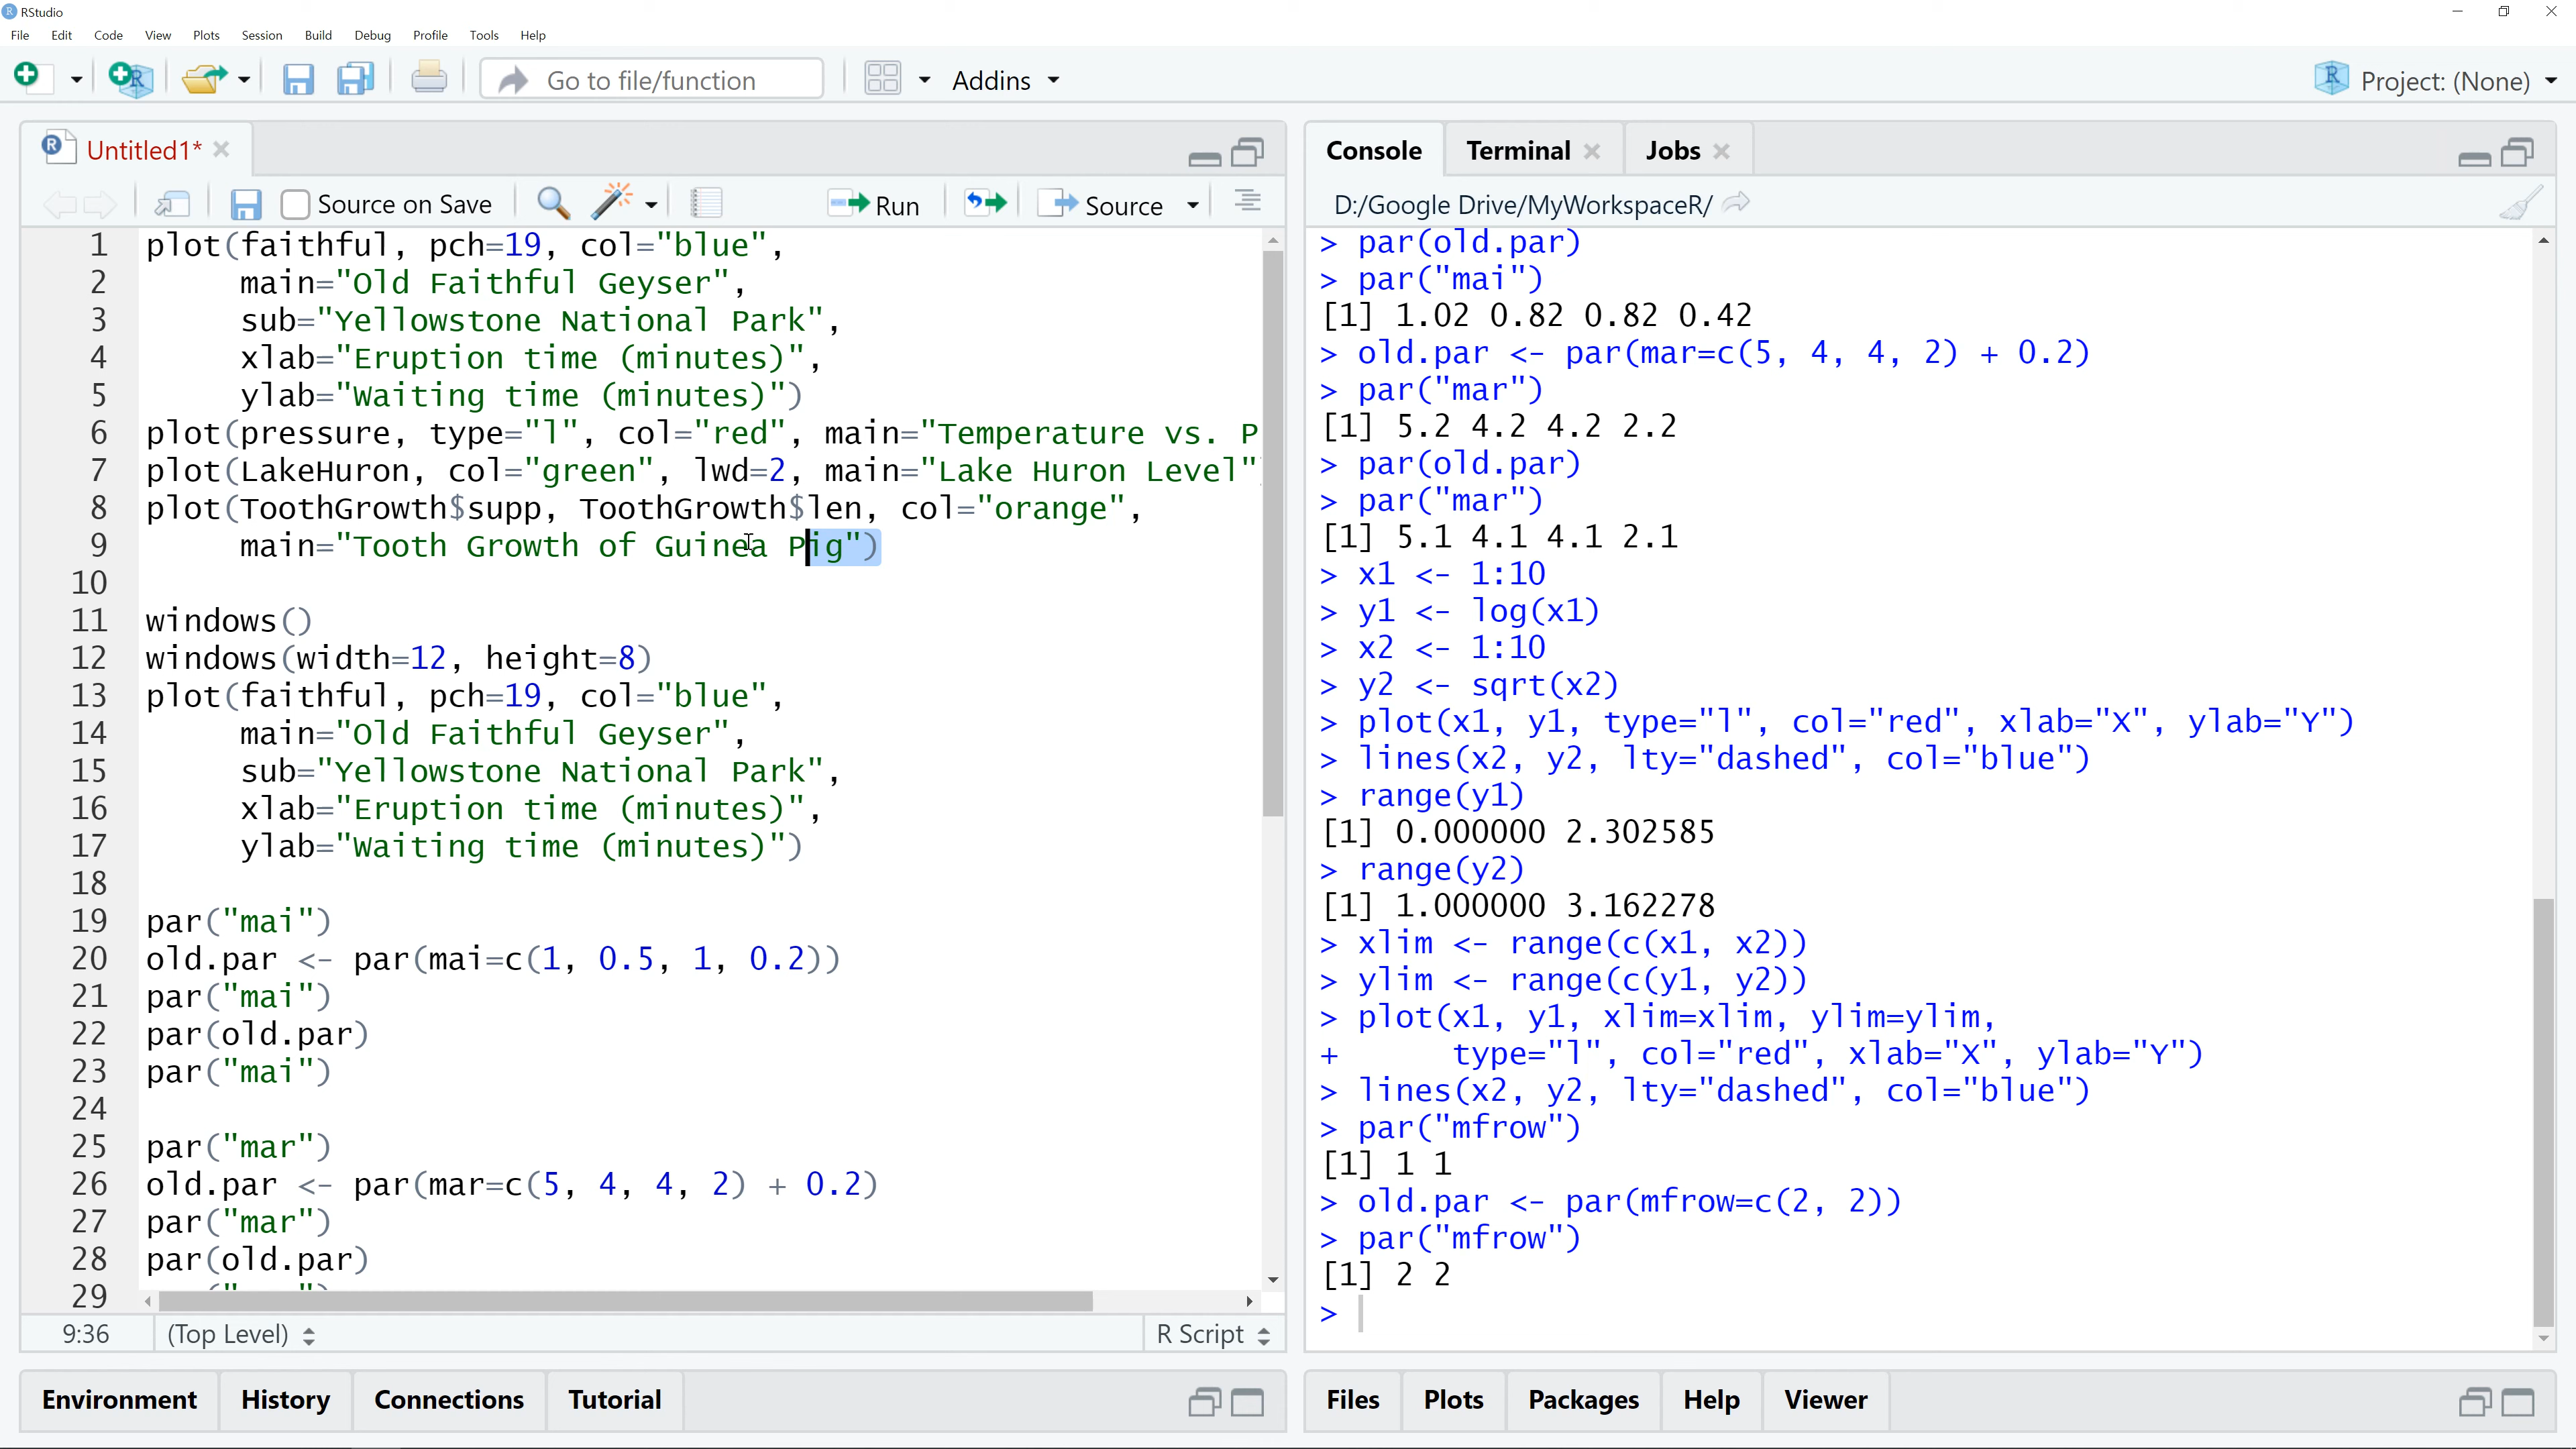 RStudio
File Edit Code View Plots Session Build Debug Profile Tools Help
Go to file/function Addins Project: (None)
Untitled1*
Source on Save Run Source
1 plot(faithful, pch=19, col="blue",
2 main="Old Faithful Geyser",
3 sub="Yellowstone National Park",
4 xlab="Eruption time (minutes)",
5 ylab="Waiting time (minutes)")
6 plot(pressure, type="l", col="red", main="Temperature vs. P
7 plot(LakeHuron, col="green", lwd=2, main="Lake Huron Level"
8 plot(ToothGrowth$supp, ToothGrowth$len, col="orange",
9 main="Tooth Growth of Guinea Pig")
10
11 windows()
12 windows(width=12, height=8)
13 plot(faithful, pch=19, col="blue",
14 main="Old Faithful Geyser",
15 sub="Yellowstone National Park",
16 xlab="Eruption time (minutes)",
17 ylab="Waiting time (minutes)")
18
19 par("mai")
20 old.par <- par(mai=c(1, 0.5, 1, 0.2))
21 par("mai")
22 par(old.par)
23 par("mai")
24
25 par("mar")
26 old.par <- par(mar=c(5, 4, 4, 2) + 0.2)
27 par("mar")
28 par(old.par)
29
9:36 (Top Level) R Script
Environment History Connections Tutorial
Console Terminal Jobs
D:/Google Drive/MyWorkspaceR/
> par(old.par)
> par("mai")
[1] 1.02 0.82 0.82 0.42
> old.par <- par(mar=c(5, 4, 4, 2) + 0.2)
> par("mar")
[1] 5.2 4.2 4.2 2.2
> par(old.par)
> par("mar")
[1] 5.1 4.1 4.1 2.1
> x1 <- 1:10
> y1 <- log(x1)
> x2 <- 1:10
> y2 <- sqrt(x2)
> plot(x1, y1, type="l", col="red", xlab="X", ylab="Y")
> lines(x2, y2, lty="dashed", col="blue")
> range(y1)
[1] 0.000000 2.302585
> range(y2)
[1] 1.000000 3.162278
> xlim <- range(c(x1, x2))
> ylim <- range(c(y1, y2))
> plot(x1, y1, xlim=xlim, ylim=ylim,
+ type="l", col="red", xlab="X", ylab="Y")
> lines(x2, y2, lty="dashed", col="blue")
> par("mfrow")
[1] 1 1
> old.par <- par(mfrow=c(2, 2))
> par("mfrow")
[1] 2 2
>
Files Plots Packages Help Viewer